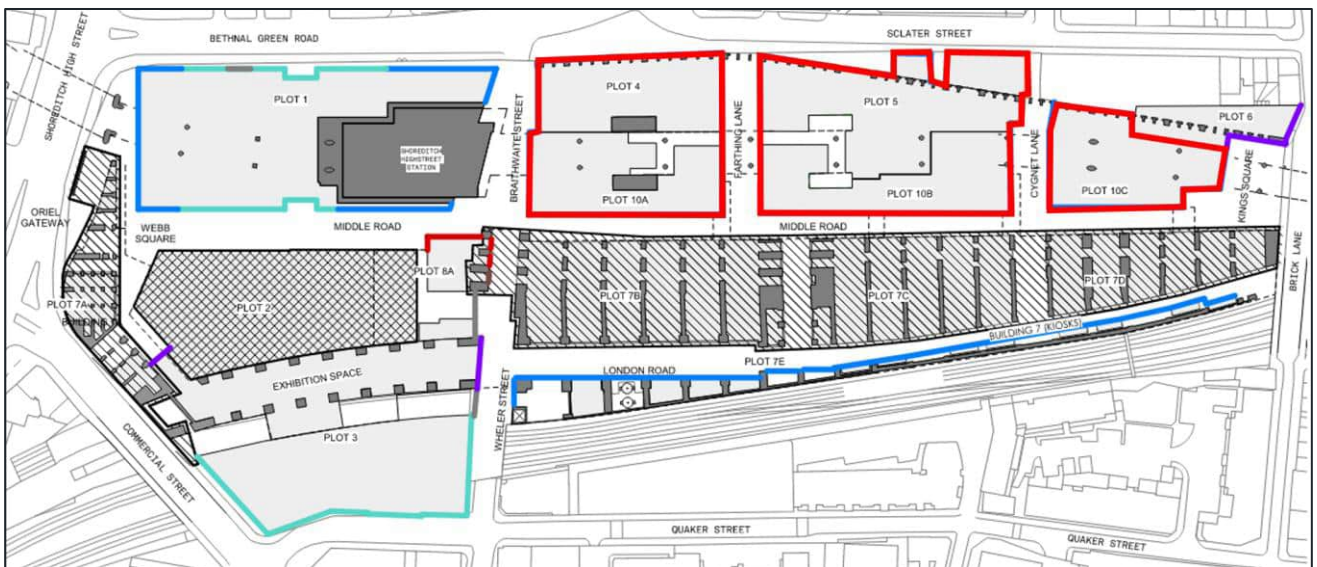 BETHNAL GREEN ROAD
SCLATER STREET
SHOREDITCH HIGH STREET
PLOT 1
PLOT 4
PLOT 5
PLOT 6
SHOREDITCH
HIGHSTREET
STATION
BRAITHWAITE STREET
FARTHING LANE
CYGNET LANE
KINGS SQUARE
PLOT 10A
PLOT 10B
PLOT 10C
ORIEL
GATEWAY
WEBB
SQUARE
MIDDLE ROAD
MIDDLE ROAD
BRICK LANE
PLOT 8A
PLOT 2
PLOT 7A
PLOT 7B
PLOT 7C
PLOT 7D
BUILDING 7 (KIOSKS)
PLOT 7E
LONDON ROAD
EXHIBITION SPACE
WHELER STREET
PLOT 3
COMMERCIAL STREET
QUAKER STREET
QUAKER STREET